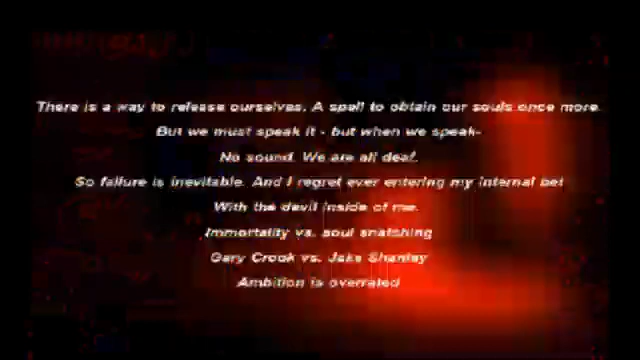 There is a way to release ourselves. A spell to obtain our souls once more.
But we must speak it - but when we speak-
No sound. We are all deaf.
So failure is inevitable. And I regret ever entering my internal bet
With the devil inside of me.
Immortality vs. soul snatching
Gary Crook vs. Jake Shanley
Ambition is overrated